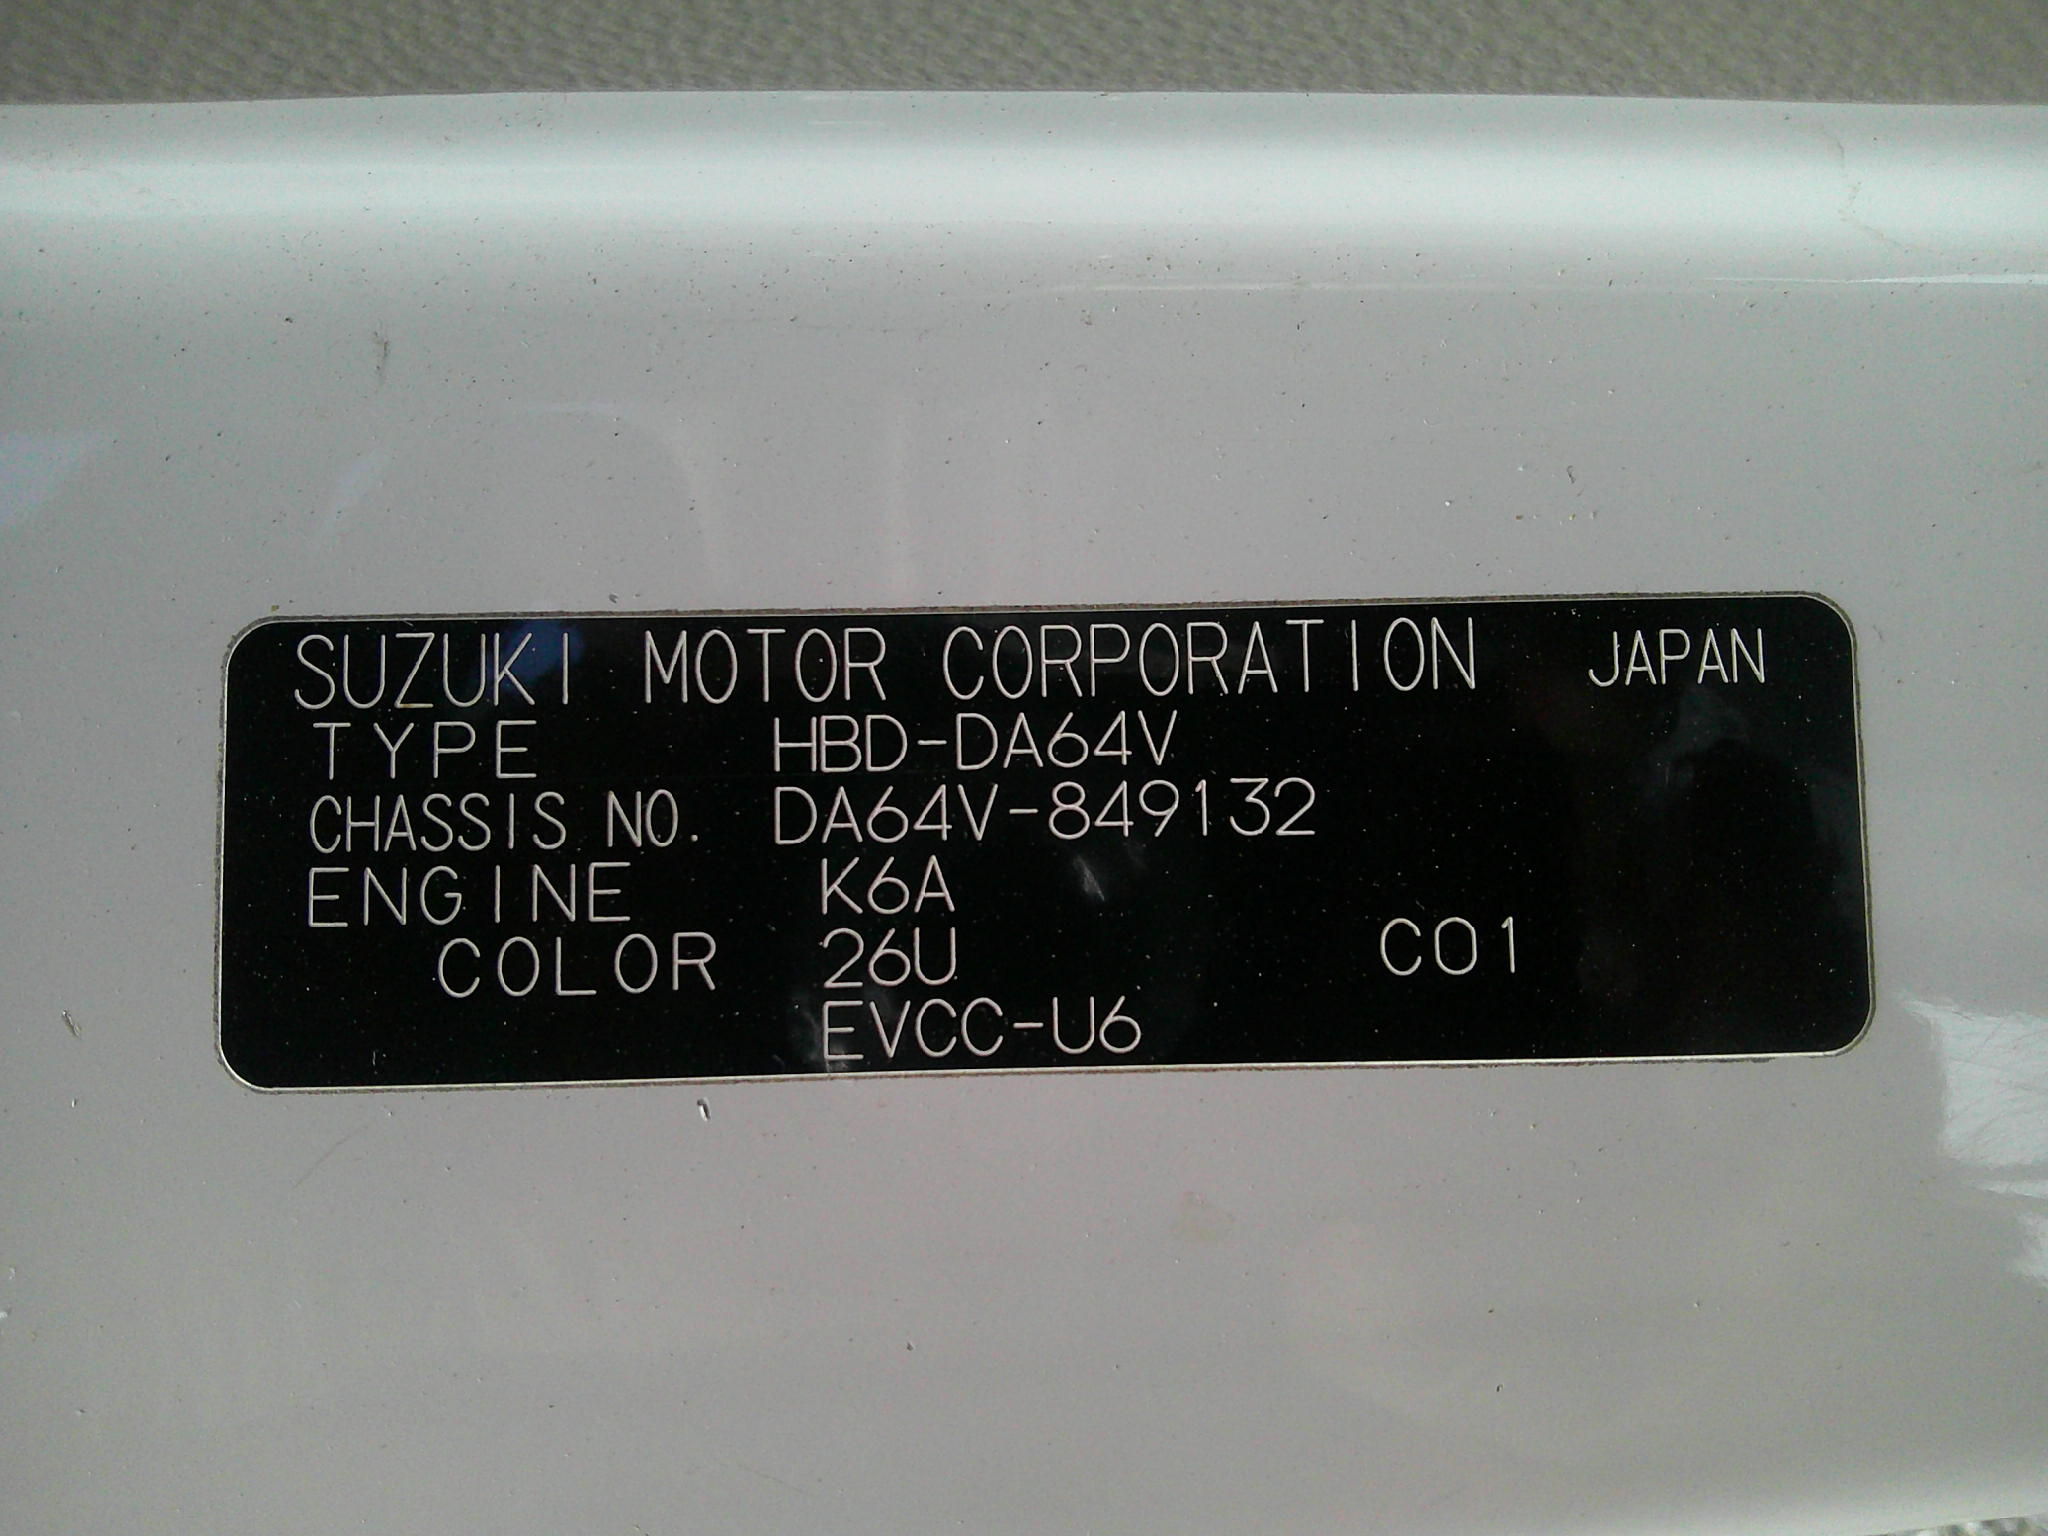 SUZUKI MOTOR CORPORATION JAPAN
TYPE HBD-DA64V
CHASSIS NO. DA64V-849132
ENGINE K6A
COLOR 26U C01
EVCC-U6